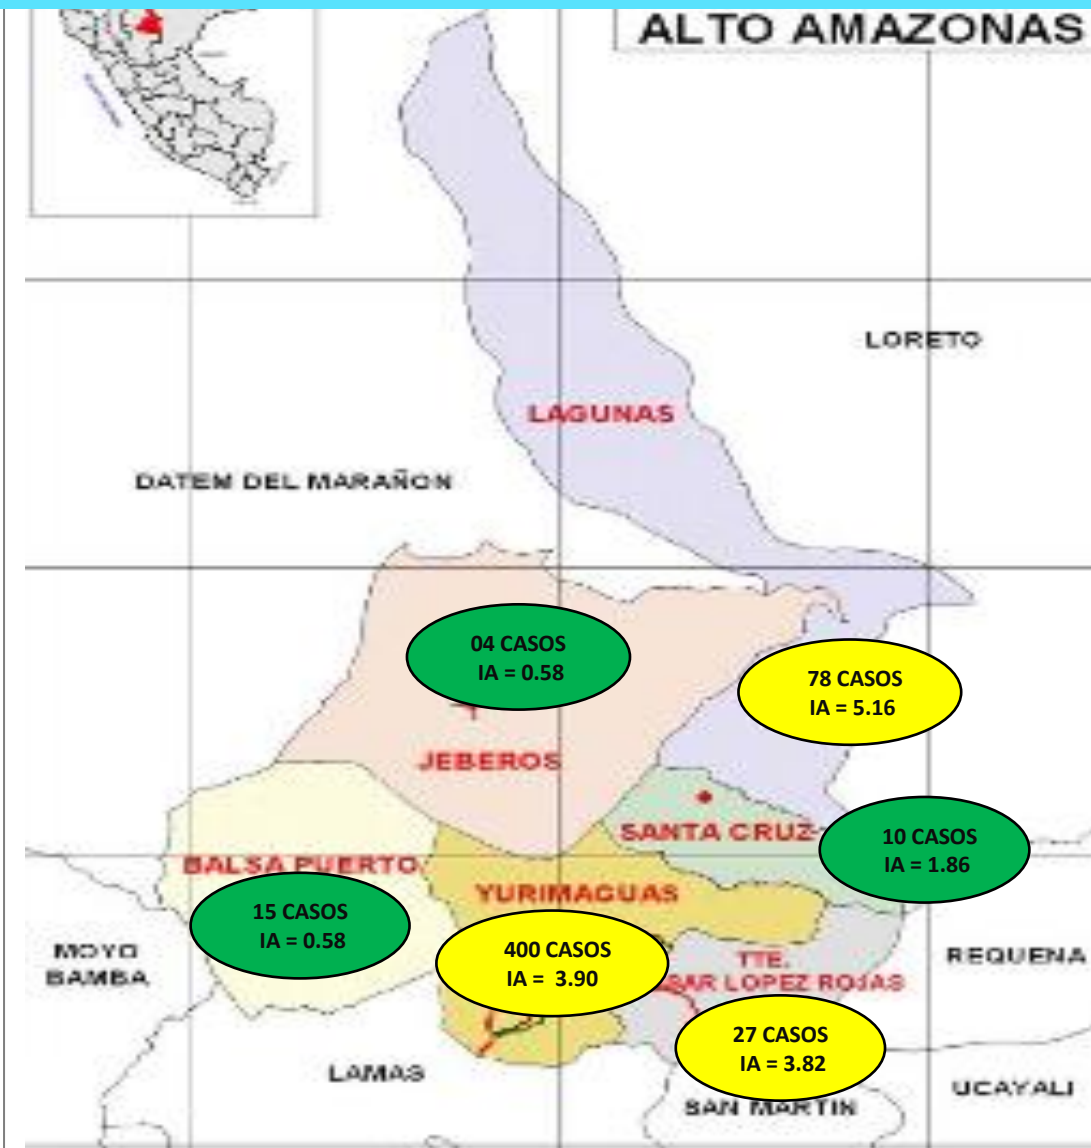 ALTO AMAZONAS
LORETO
LAGUNAS
DATEM DEL MARAÑON
04 CASOS
IA = 0.58
78 CASOS
IA = 5.16
JEBEROS
SANTA CRUZ
10 CASOS
IA = 1.86
BALSA PUERTO
YURIMAGUAS
15 CASOS
IA = 0.58
400 CASOS
IA = 3.90
MOYO
BAMBA
TTE.
SAR LOPEZ ROJAS
REQUENA
27 CASOS
IA = 3.82
LAMAS
UCAYALI
SAN MARTIN